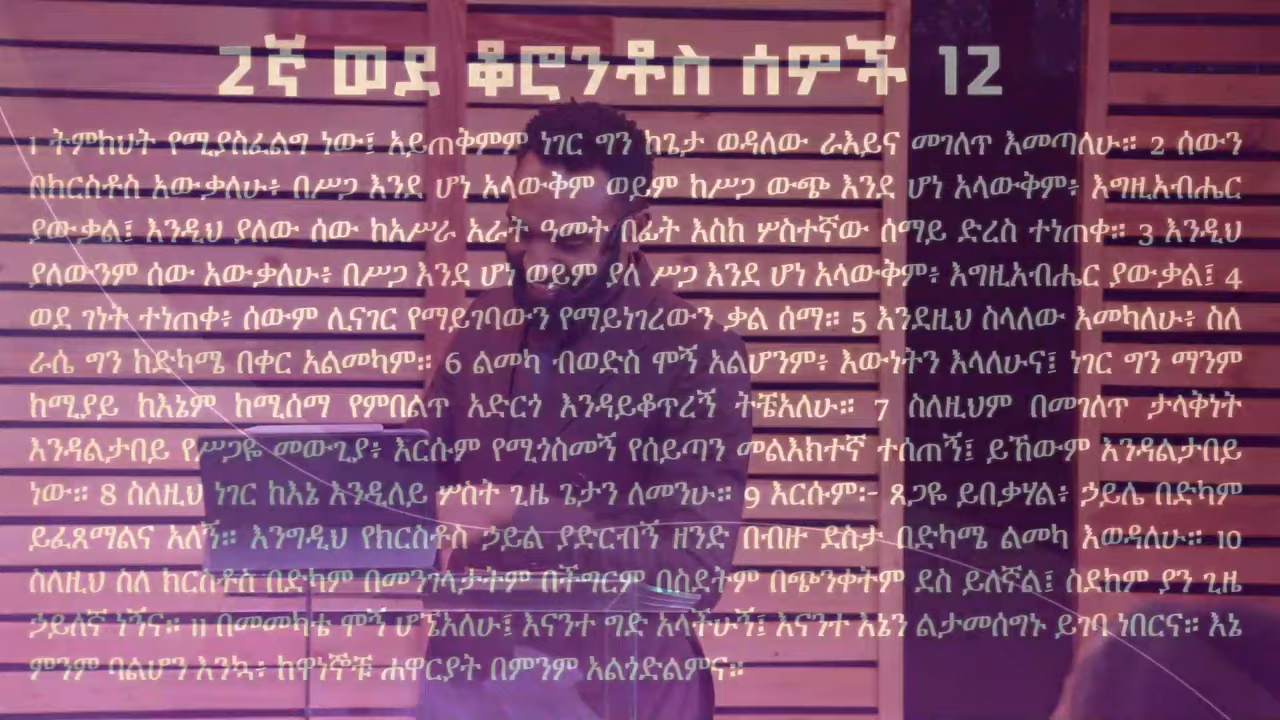 2ኛ ወደ ቆሮንቶስ ሰዎች 12
1 ትምክህት የሚያስፈልግ ነው፤ አይጠቅምም ነገር ግን ከጌታ ወዳለው ራእይና መገለጥ እመጣለሁ። 2 ሰውን
በክርስቶስ አውቃለሁ፥ በሥጋ እንደ ሆነ አላውቅም ወይም ከሥጋ ውጭ እንደ ሆነ አላውቅም፥ እግዚአብሔር
ያውቃል፤ እንዲህ ያለው ሰው ከአሥራ አራት ዓመት በፊት እስከ ሦስተኛው ሰማይ ድረስ ተነጠቀ። 3 እንዲህ
ያለውንም ሰው አውቃለሁ፥ በሥጋ እንደ ሆነ ወይም ያለ ሥጋ እንደ ሆነ አላውቅም፥ እግዚአብሔር ያውቃል፤ 4
ወደ ገነት ተነጠቀ፥ ሰውም ሊናገር የማይገባውን የማይነገረውን ቃል ሰማ። 5 እንደዚህ ስላለው እመካለሁ፥ ስለ
ራሴ ግን ከድካሜ በቀር አልመካም። 6 ልመካ ብወድስ ሞኝ አልሆንም፥ እውነትን እላለሁና፤ ነገር ግን ማንም
ከሚያይ ከእኔም ከሚሰማ የምበልጥ አድርጎ እንዳይቆጥረኝ ትቼአለሁ። 7 ስለዚህም በመገለጥ ታላቅነት
እንዳልታበይ የሥጋዬ መውጊያ፥ እርሱም የሚጎስመኝ የሰይጣን መልእክተኛ ተሰጠኝ፤ ይኸውም እንዳልታበይ
ነው። 8 ስለዚህ ነገር ከእኔ እንዲለይ ሦስት ጊዜ ጌታን ለመንሁ። 9 እርሱም፦- ጸጋዬ ይበቃሃል፥ ኃይሌ በድካም
ይፈጸማልና አለኝ። እንግዲህ የክርስቶስ ኃይል ያድርብኝ ዘንድ በብዙ ደስታ በድካሜ ልመካ እወዳለሁ። 10
ስለዚህ ስለ ክርስቶስ በድካም በመንገላታትም በችግርም በስደትም በጭንቀትም ደስ ይለኛል፤ ስደክም ያን ጊዜ
ኃይለኛ ነኝና። 11 በመመካቴ ሞኝ ሆኜአለሁ፤ እናንተ ግድ አላችሁኝ፤ እናንተ እኔን ልታመሰግኑ ይገባ ነበርና። እኔ
ምንም ባልሆን እንኳ፥ ከዋነኞቹ ሐዋርያት በምንም አልጎድልምና።